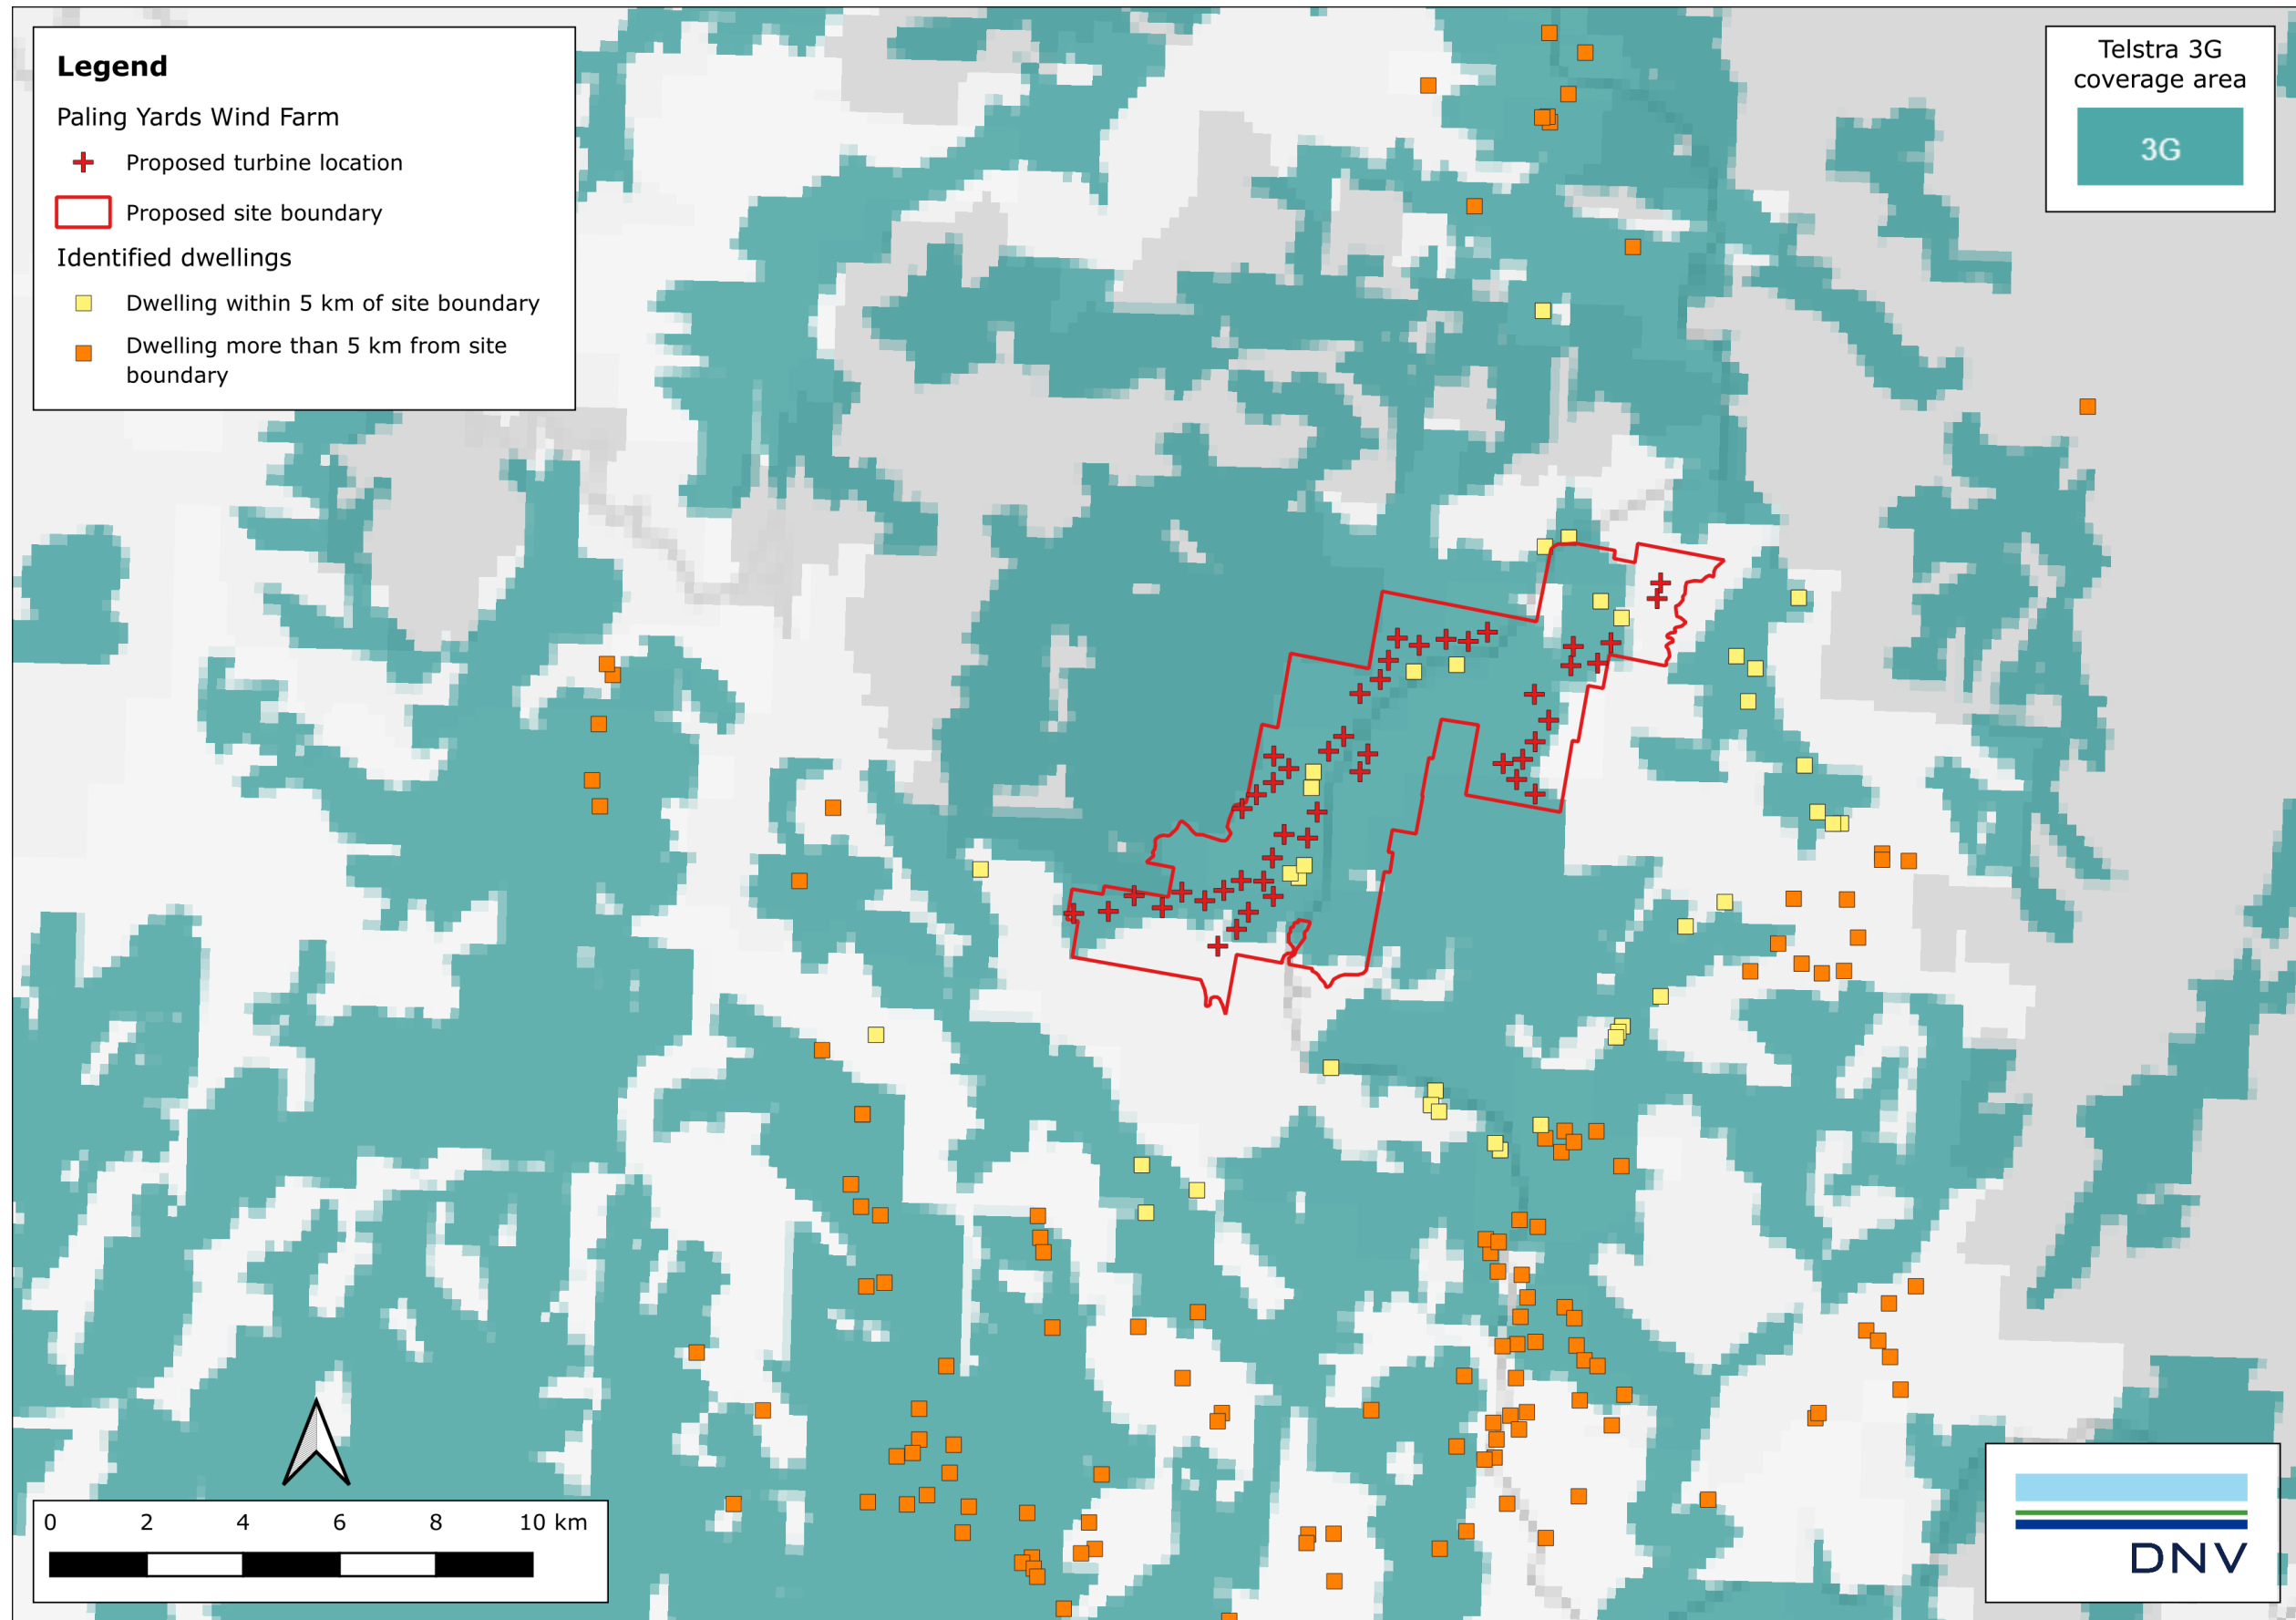 Legend
Paling Yards Wind Farm
Proposed turbine location
Proposed site boundary
Identified dwellings
Dwelling within 5 km of site boundary
Dwelling more than 5 km from site
boundary
Telstra 3G
coverage area
3G
0 2 4 6 8 10 km
DNV